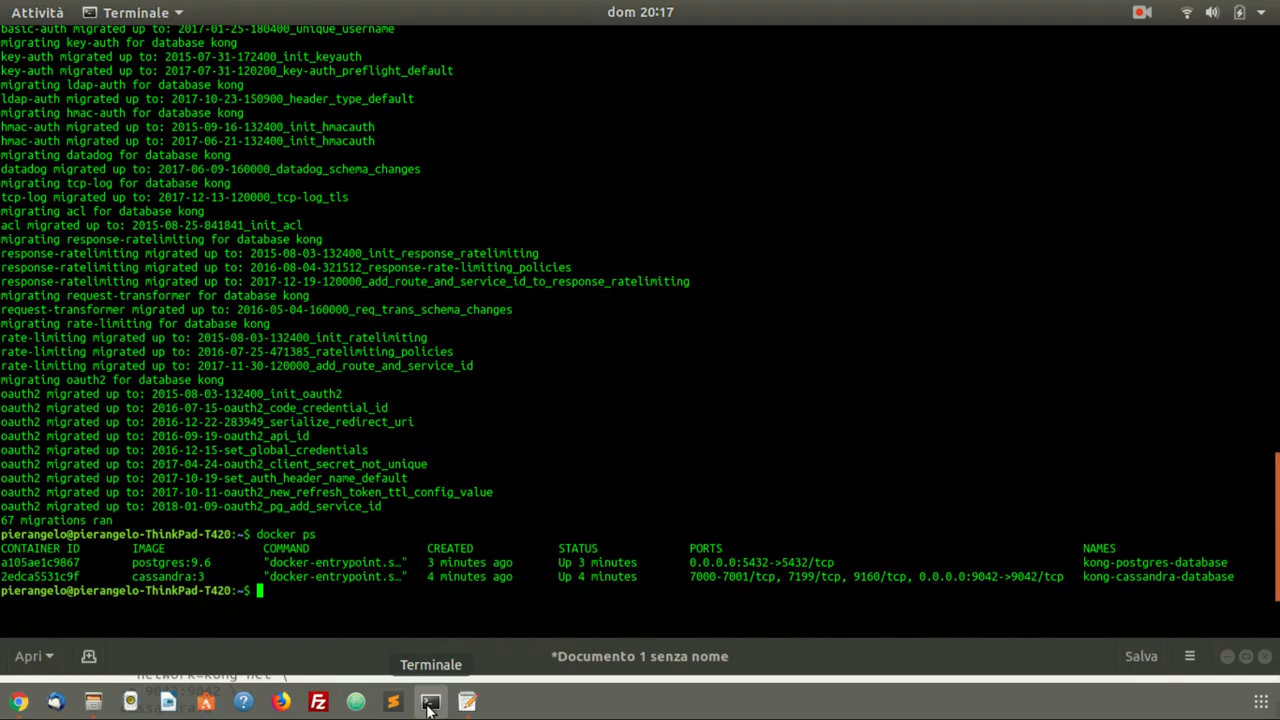 Attività
Terminale
dom 20:17
basic-auth migrated up to: 2017-01-25-180400_unique_username
migrating key-auth for database kong
key-auth migrated up to: 2015-07-31-172400_init_keyauth
key-auth migrated up to: 2017-07-31-120200_key-auth_preflight_default
migrating ldap-auth for database kong
ldap-auth migrated up to: 2017-10-23-150900_header_type_default
migrating hmac-auth for database kong
hmac-auth migrated up to: 2015-09-16-132400_init_hmacauth
hmac-auth migrated up to: 2017-06-21-132400_init_hmacauth
migrating datadog for database kong
datadog migrated up to: 2017-06-09-160000_datadog_schema_changes
migrating tcp-log for database kong
tcp-log migrated up to: 2017-12-13-120000_tcp-log_tls
migrating acl for database kong
acl migrated up to: 2015-08-25-841841_init_acl
migrating response-ratelimiting for database kong
response-ratelimiting migrated up to: 2015-08-03-132400_init_response_ratelimiting
response-ratelimiting migrated up to: 2016-08-04-321512_response-rate-limiting_policies
response-ratelimiting migrated up to: 2017-12-19-120000_add_route_and_service_id_to_response_ratelimiting
migrating request-transformer for database kong
request-transformer migrated up to: 2016-05-04-160000_req_trans_schema_changes
migrating rate-limiting for database kong
rate-limiting migrated up to: 2015-08-03-132400_init_ratelimiting
rate-limiting migrated up to: 2016-07-25-471385_ratelimiting_policies
rate-limiting migrated up to: 2017-11-30-120000_add_route_and_service_id
migrating oauth2 for database kong
oauth2 migrated up to: 2015-08-03-132400_init_oauth2
oauth2 migrated up to: 2016-07-15-oauth2_code_credential_id
oauth2 migrated up to: 2016-12-22-283949_serialize_redirect_uri
oauth2 migrated up to: 2016-09-19-oauth2_api_id
oauth2 migrated up to: 2016-12-15-set_global_credentials
oauth2 migrated up to: 2017-04-24-oauth2_client_secret_not_unique
oauth2 migrated up to: 2017-10-19-set_auth_header_name_default
oauth2 migrated up to: 2017-10-11-oauth2_new_refresh_token_ttl_config_value
oauth2 migrated up to: 2018-01-09-oauth2_pg_add_service_id
67 migrations ran
pierangelo@pierangelo-ThinkPad-T420:~$ docker ps
CONTAINER ID IMAGE COMMAND CREATED STATUS PORTS NAMES
a105ae1c9867 postgres:9.6 "docker-entrypoint.s…" 3 minutes ago Up 3 minutes 0.0.0.0:5432->5432/tcp kong-postgres-database
2edca5531c9f cassandra:3 "docker-entrypoint.s…" 4 minutes ago Up 4 minutes 7000-7001/tcp, 7199/tcp, 9160/tcp, 0.0.0.0:9042->9042/tcp kong-cassandra-database
pierangelo@pierangelo-ThinkPad-T420:~$
Apri
*Documento 1 senza nome
Salva
Terminale